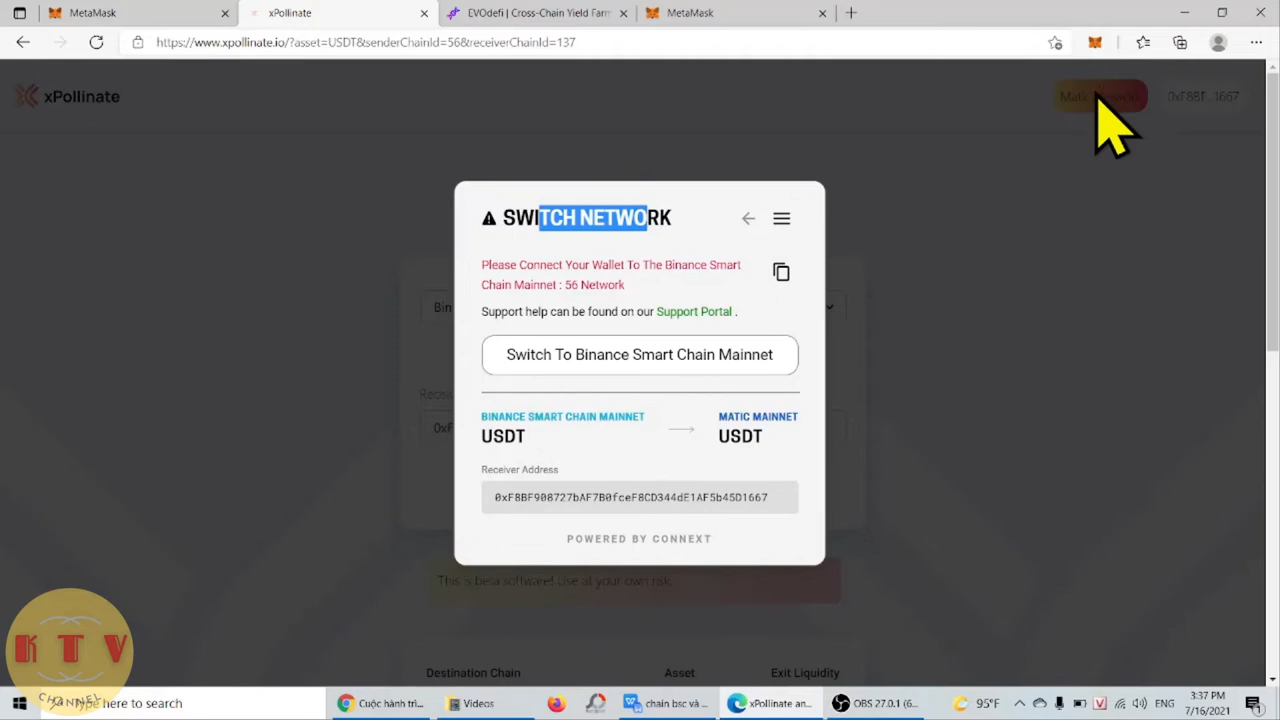 MetaMask
xPollinate
EVOdefi | Cross-Chain Yield Farm
MetaMask
https://www.xpollinate.io/?asset=USDT&senderChainId=56&receiverChainId=137
xPollinate
0xF8BF...1667
SWITCH NETWORK
Please Connect Your Wallet To The Binance Smart
Chain Mainnet : 56 Network
Support help can be found on our Support Portal .
Bin
Switch To Binance Smart Chain Mainnet
BINANCE SMART CHAIN MAINNET
MATIC MAINNET
USDT
USDT
Receiver Address
0xF8BF908727bAF7B0fceF8CD344dE1AF5b45D1667
POWERED BY CONNEXT
This is beta software! Use at your own risk.
Destination Chain
Asset
Exit Liquidity
KTV
CHANNEL
Type here to search
Cuộc hành trì...
Videos
chain bsc và ...
xPollinate an...
OBS 27.0.1 (6...
95°F
ENG
3:37 PM
7/16/2021